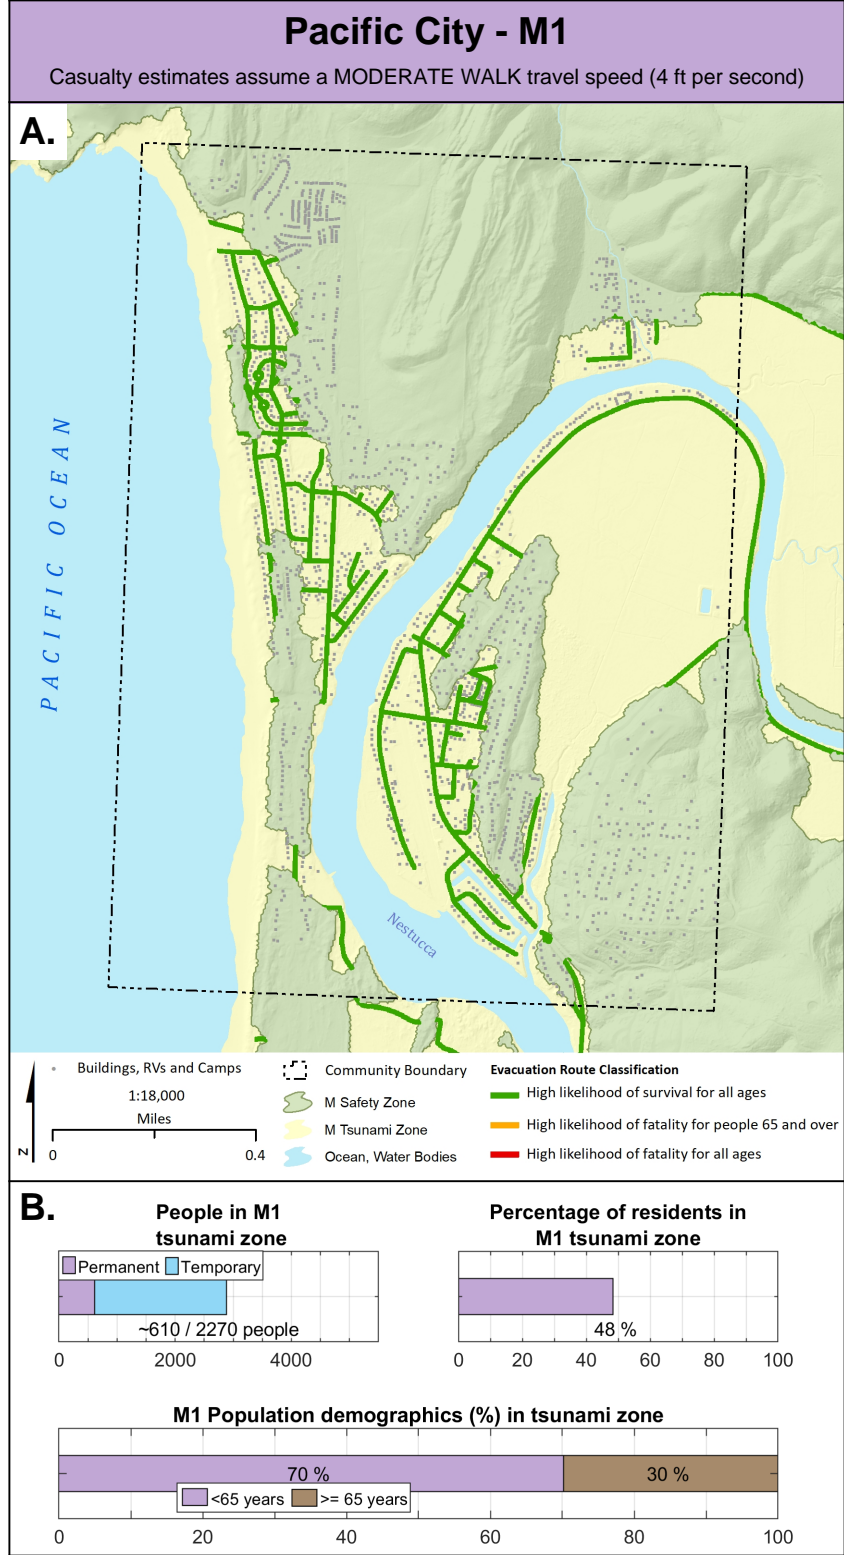 Pacific City - M1
Casualty estimates assume a MODERATE WALK travel speed (4 ft per second)
A.
PACIFIC OCEAN
Nestucca
Buildings, RVs and Camps
1:18,000
Miles
0 0.4
N
Community Boundary
M Safety Zone
M Tsunami Zone
Ocean, Water Bodies
Evacuation Route Classification
High likelihood of survival for all ages
High likelihood of fatality for people 65 and over
High likelihood of fatality for all ages
B.
People in M1
tsunami zone
Permanent Temporary
~610 / 2270 people
0 2000 4000
Percentage of residents in
M1 tsunami zone
48 %
0 20 40 60 80 100
M1 Population demographics (%) in tsunami zone
70 % 30 %
<65 years >= 65 years
0 20 40 60 80 100